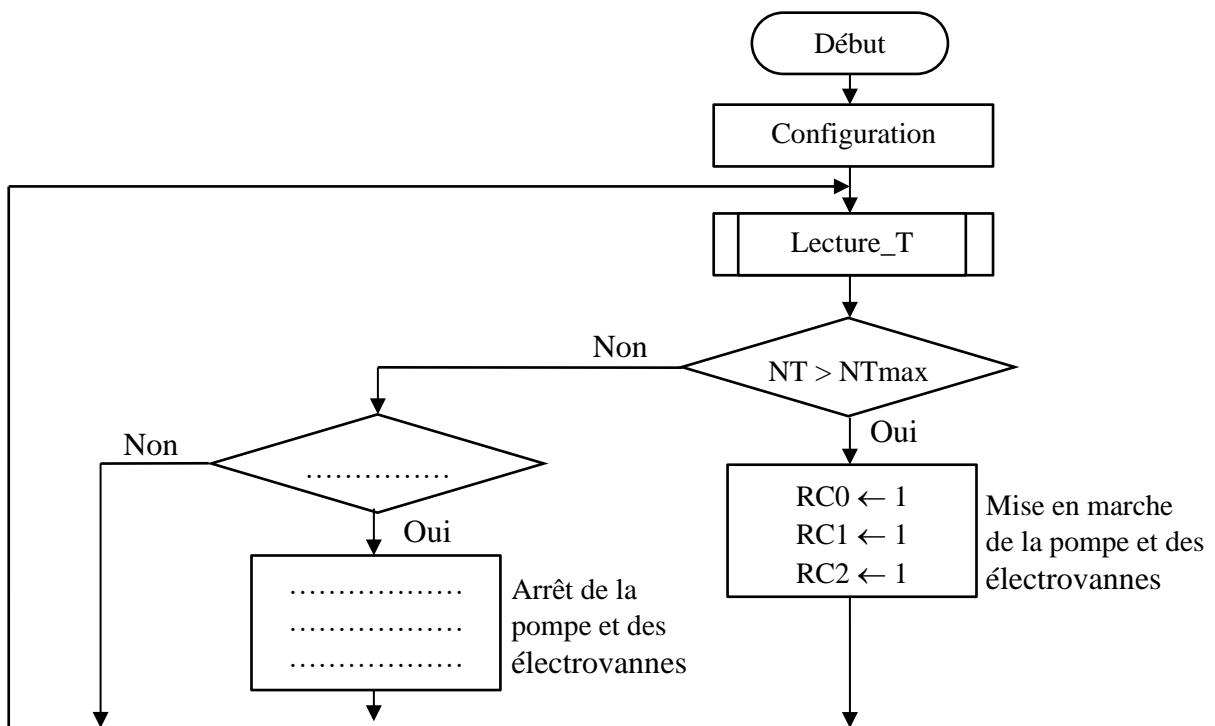 Début
Configuration
Lecture_T
Non
NT > NTmax
Non
Oui
...............
RC0 ← 1
RC1 ← 1
RC2 ← 1
Mise en marche
de la pompe et des
électrovannes
Oui
..................
..................
..................
Arrêt de la
pompe et des
électrovannes